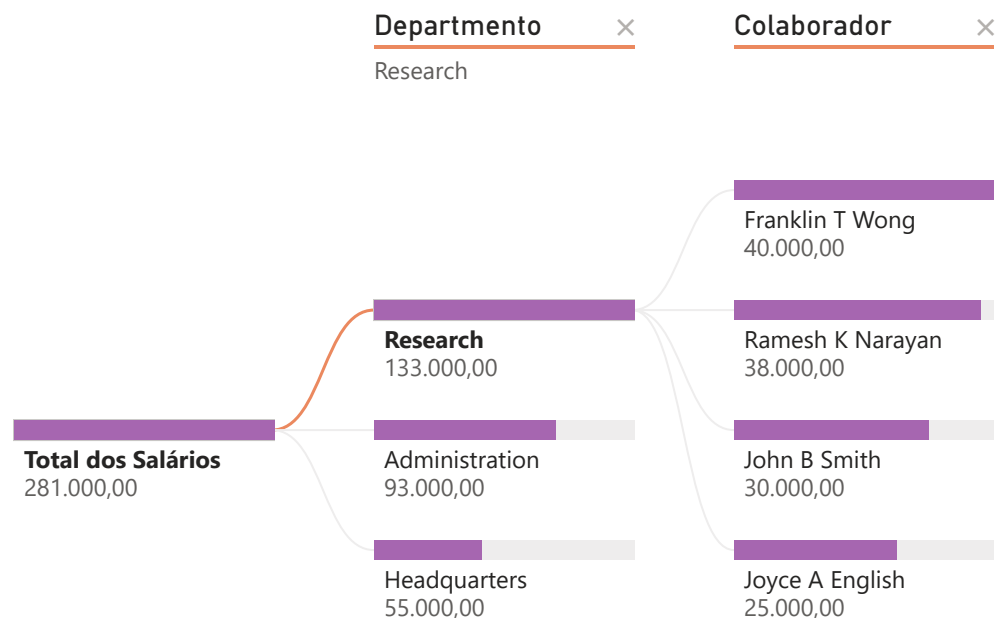 Departmento
Colaborador
Research
Franklin T Wong
40.000,00
Research
133.000,00
Ramesh K Narayan
38.000,00
Total dos Salários
281.000,00
Administration
93.000,00
John B Smith
30.000,00
Headquarters
55.000,00
Joyce A English
25.000,00